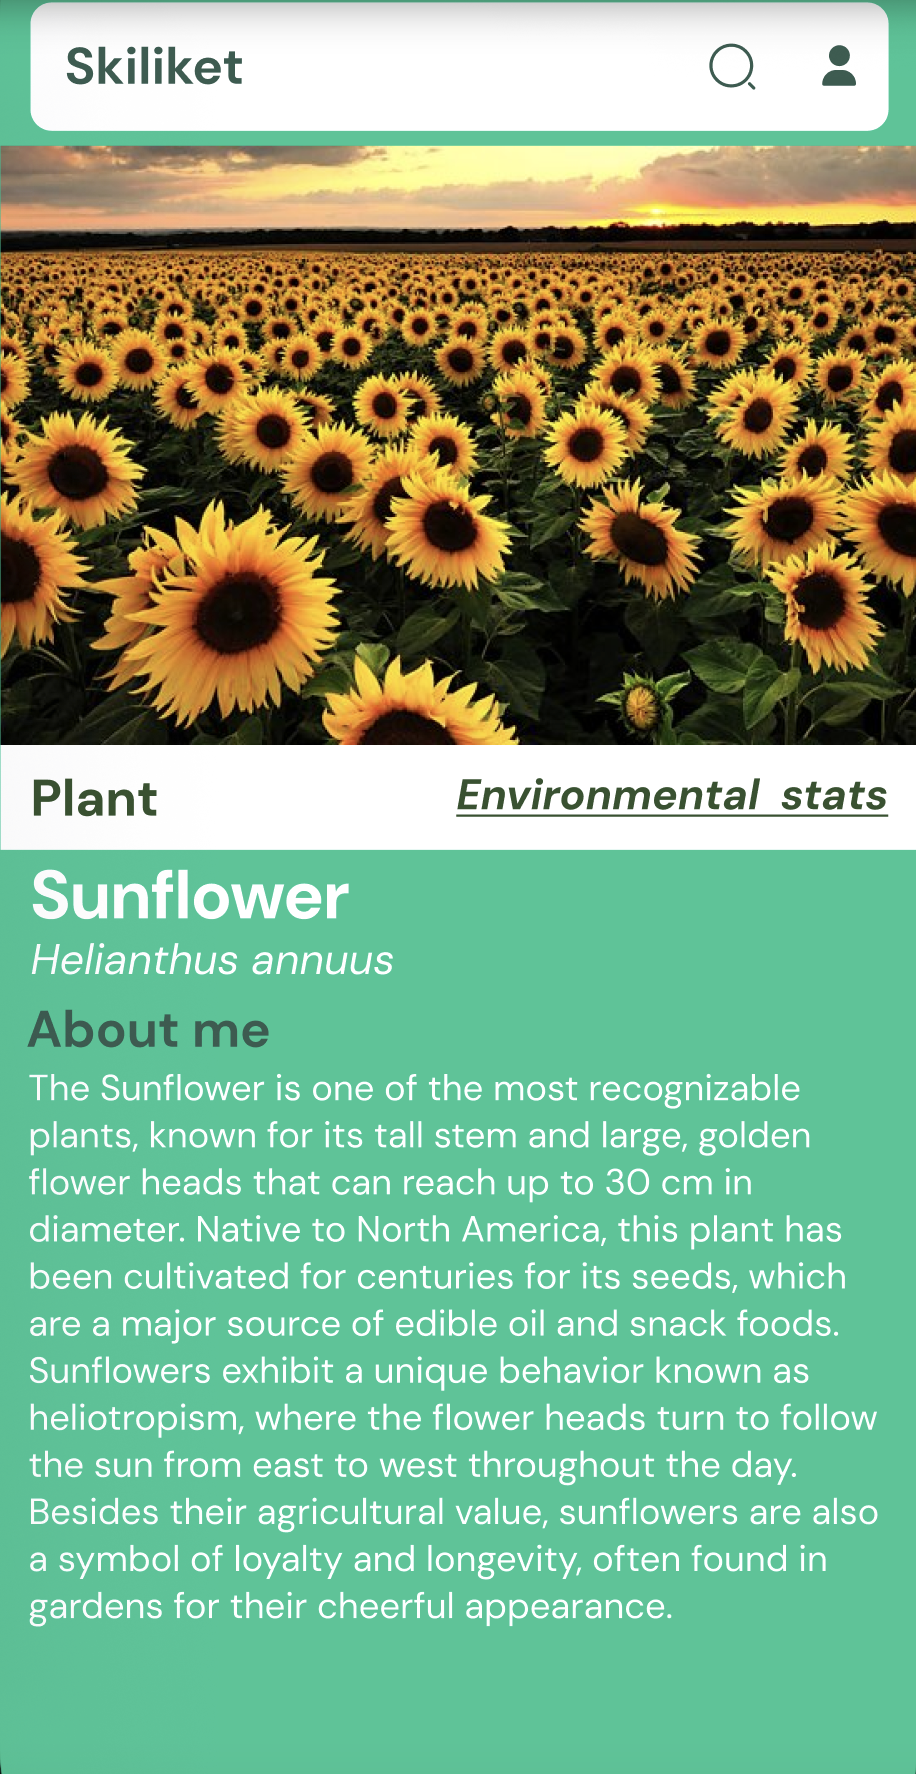 Skiliket
Plant
Environmental stats
Sunflower
Helianthus annuus
About me
The Sunflower is one of the most recognizable
plants, known for its tall stem and large, golden
flower heads that can reach up to 30 cm in
diameter. Native to North America, this plant has
been cultivated for centuries for its seeds, which
are a major source of edible oil and snack foods.
Sunflowers exhibit a unique behavior known as
heliotropism, where the flower heads turn to follow
the sun from east to west throughout the day.
Besides their agricultural value, sunflowers are also
a symbol of loyalty and longevity, often found in
gardens for their cheerful appearance.